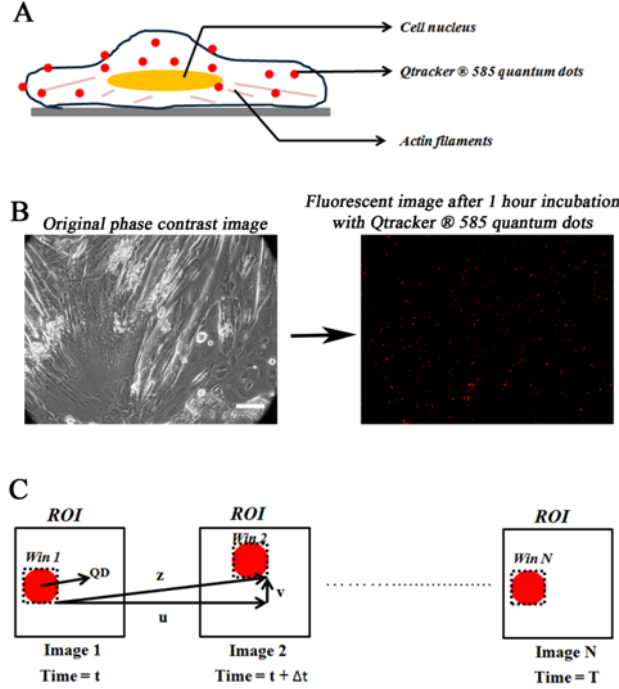 A
Cell nucleus
Qtracker ® 585 quantum dots
Actin filaments
B
Original phase contrast image
Fluorescent image after 1 hour incubation
with Qtracker ® 585 quantum dots
C
ROI
ROI
ROI
Win 1
Win 2
Win N
QD
z
v
u
Image 1
Image 2
Image N
Time = t
Time = t + Δt
Time = T